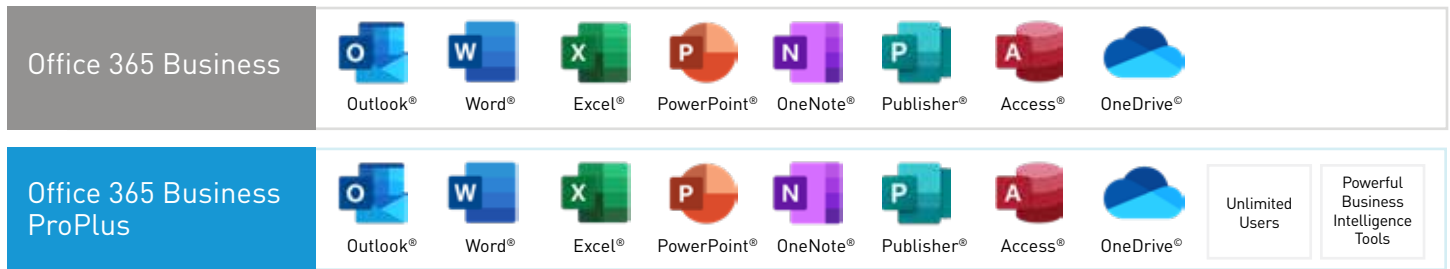 Office 365 Business
O W X P N P A
Outlook® Word® Excel® PowerPoint® OneNote® Publisher® Access® OneDrive©
Office 365 Business
ProPlus
O W X P N P A
Outlook® Word® Excel® PowerPoint® OneNote® Publisher® Access® OneDrive©
Unlimited
Users
Powerful
Business
Intelligence
Tools